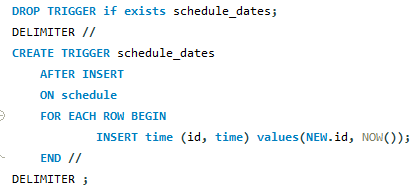 DROP TRIGGER if exists schedule_dates;
DELIMITER //
CREATE TRIGGER schedule_dates
AFTER INSERT
ON schedule
FOR EACH ROW BEGIN
INSERT time (id, time) values(NEW.id, NOW());
END //
DELIMITER ;